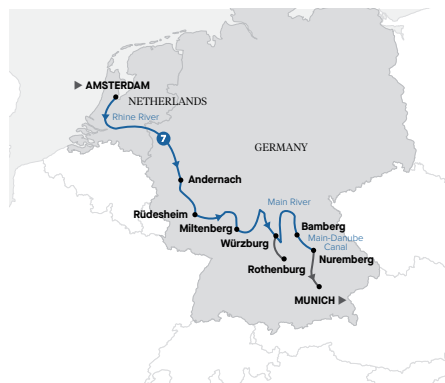 AMSTERDAM
NETHERLANDS
Rhine River
7
GERMANY
Andernach
Rüdesheim
Main River
Miltenberg
Bamberg
Würzburg
Main-Danube
Canal
Nuremberg
Rothenburg
MUNICH